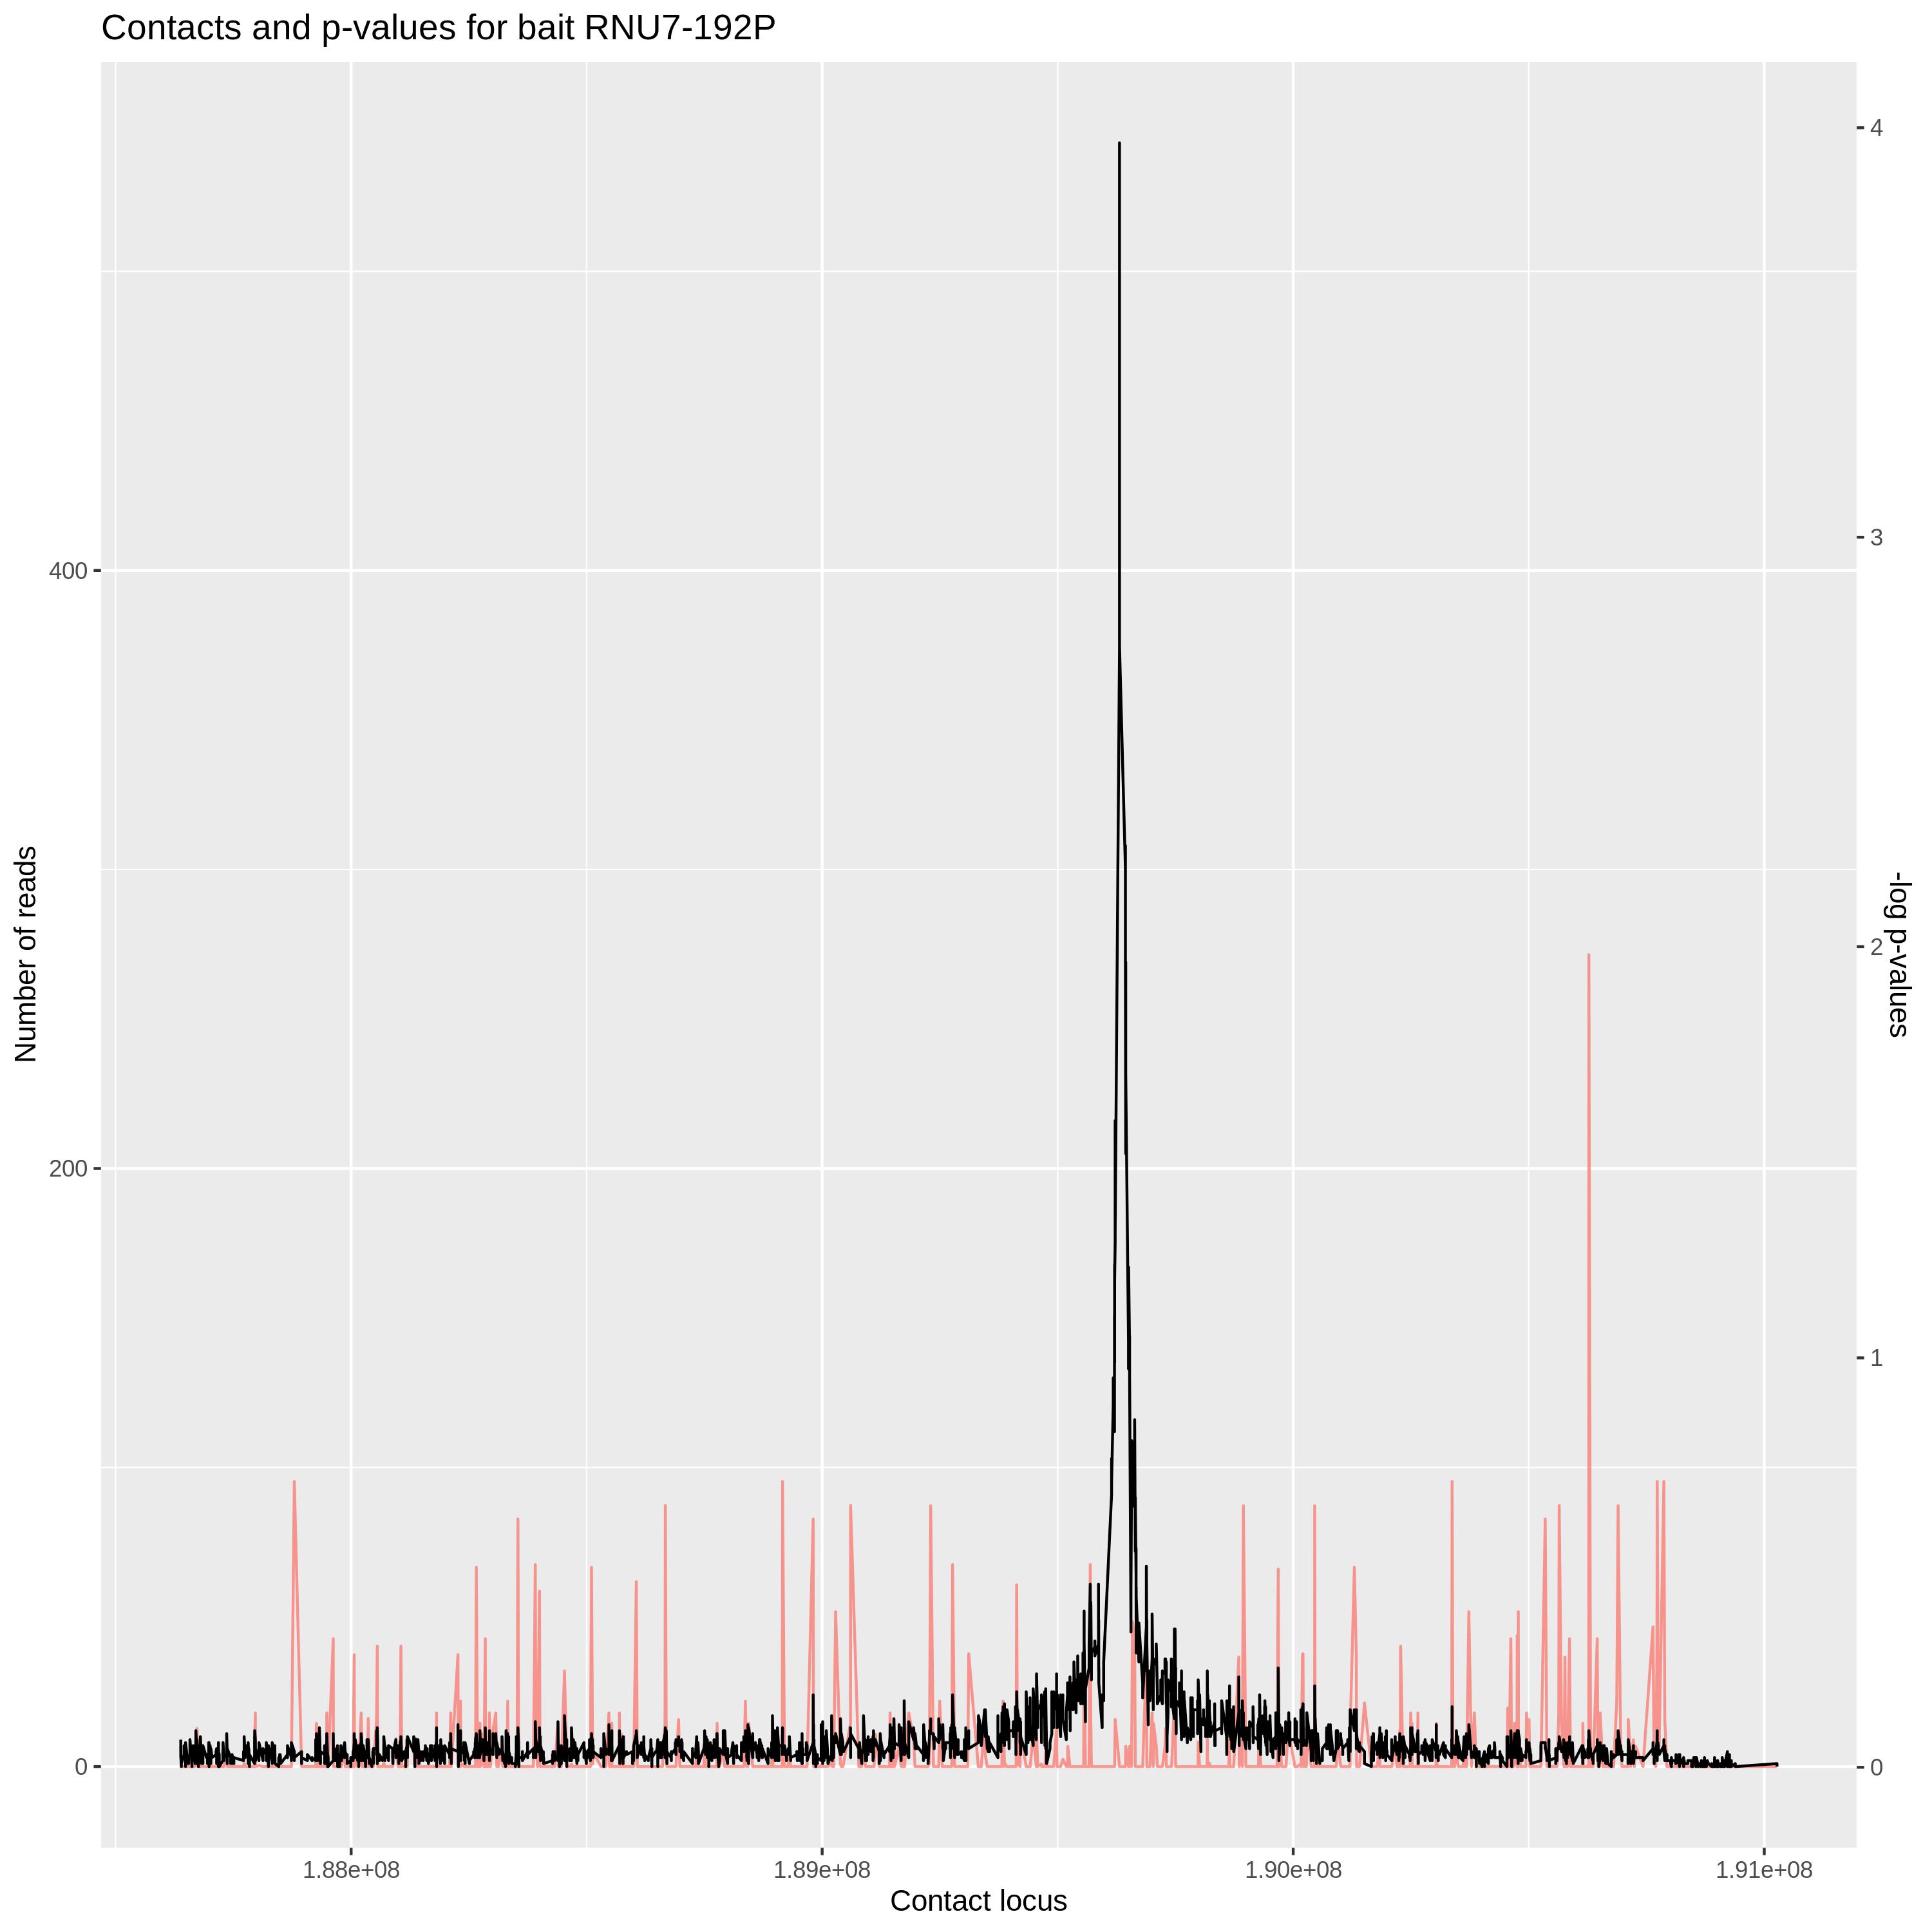 Contacts and p-values for bait RNU7-192P
Number of reads
400
200
0
4
3
2
1
0
-log p-values
1.88e+08
1.89e+08
1.90e+08
1.91e+08
Contact locus